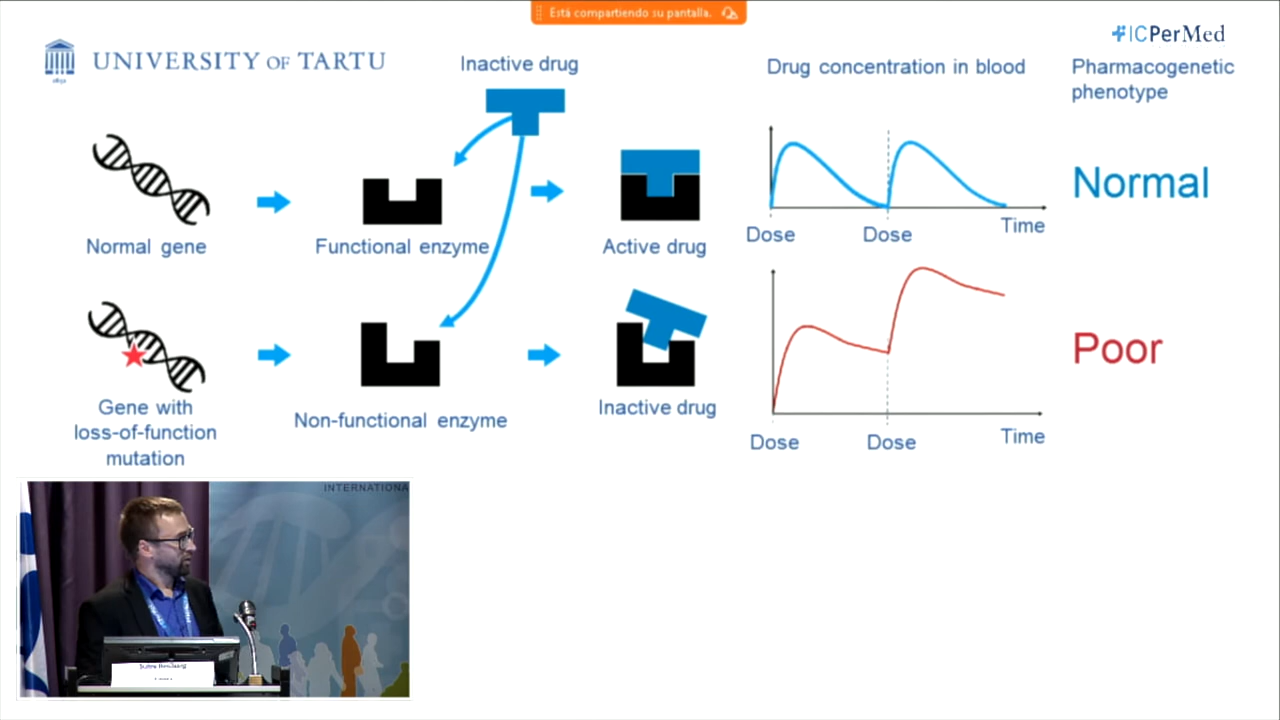 Está compartiendo su pantalla.
UNIVERSITY OF TARTU
ICPerMed
Inactive drug
Drug concentration in blood
Pharmacogenetic
phenotype
Normal gene
Functional enzyme
Active drug
Dose
Dose
Time
Normal
Gene with
loss-of-function
mutation
Non-functional enzyme
Inactive drug
Dose
Dose
Time
Poor
INTERNATIONA